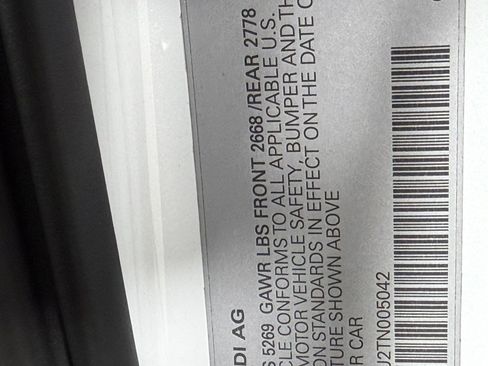 DI AG
S 5269 GAWR LBS FRONT 2668 /REAR 2778
CLE CONFORMS TO ALL APPLICABLE U.S.
MOTOR VEHICLE SAFETY, BUMPER AND TH
ON STANDARDS IN EFFECT ON THE DATE O
TURE SHOWN ABOVE
R CAR
U2TN005042